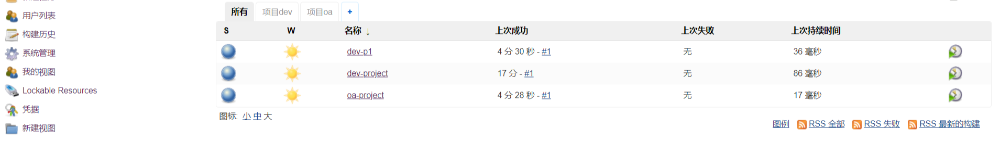 用户列表
构建历史
系统管理
我的视图
Lockable Resources
凭据
新建视图
所有 项目dev 项目oa +
S W 名称 ↓ 上次成功 上次失败 上次持续时间
dev-p1 4 分 30 秒 - #1 无 36 毫秒
dev-project 17 分 - #1 无 86 毫秒
oa-project 4 分 28 秒 - #1 无 17 毫秒
图标: 小 中 大
图例 RSS 全部 RSS 失败 RSS 最新的构建